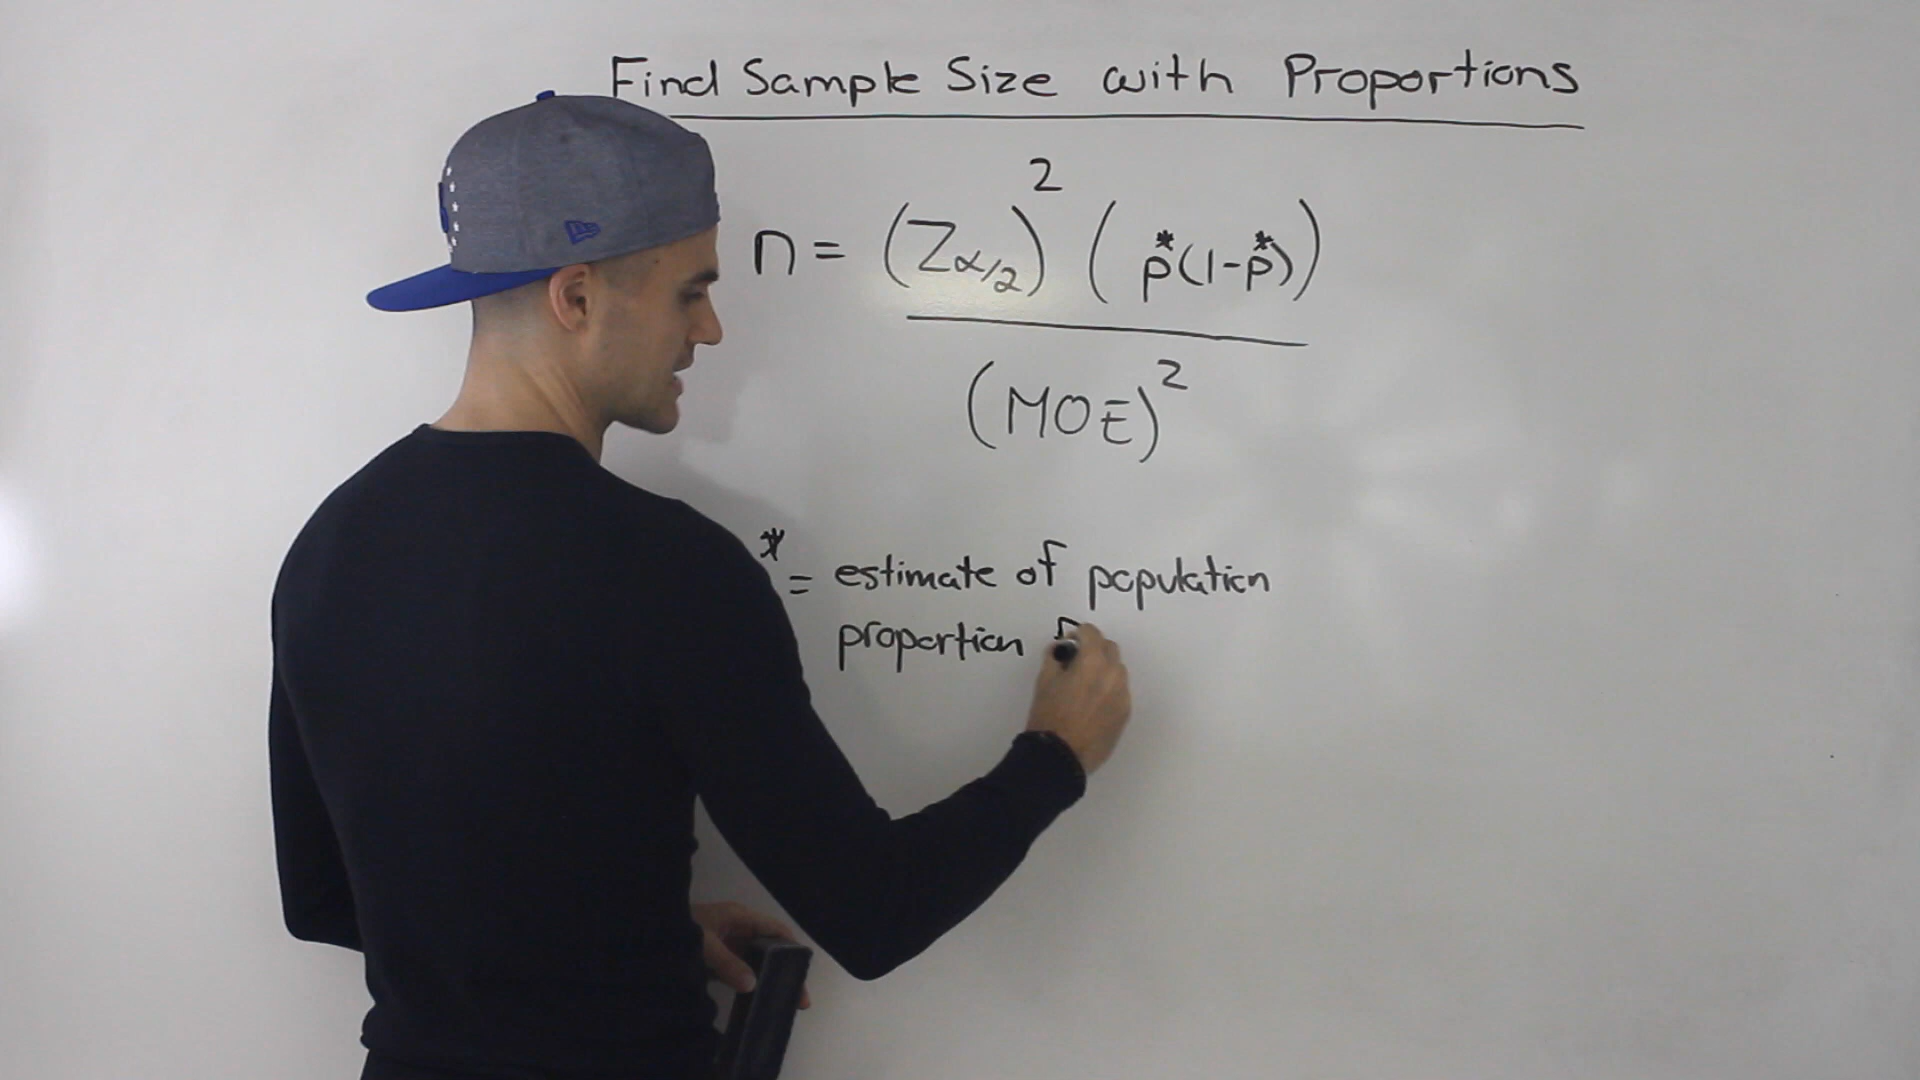 Find Sample Size with Proportions
n = (Zα/2)² (p*(1-p*))
(MOE)²
* = estimate of population
proportion